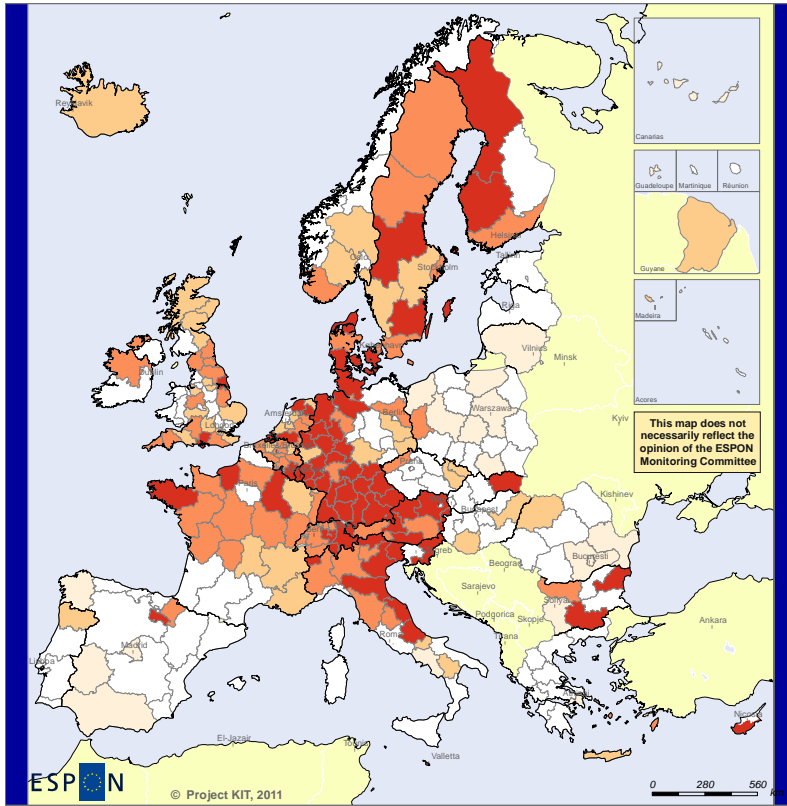 Canarias
Guadeloupe
Martinique
Réunion
Guyane
Madeira
Acores
This map does not
necessarily reflect the
opinion of the ESPON
Monitoring Committee
Reykjavik
Oslo
Helsinki
Tallinn
Stockholm
Riga
Vilnius
Minsk
Dublin
Amsterdam
London
Berlin
Warszawa
Kyiv
Paris
Praha
Kishinev
Budapest
Bern
Zagreb
Beograd
Bucuresti
Sarajevo
Sofiya
Podgorica
Skopje
Ankara
Tirana
Roma
Madrid
Lisboa
Athinai
Nicosia
El-Jazair
Tounis
Valletta
ESPON
© Project KIT, 2011
0 280 560
km